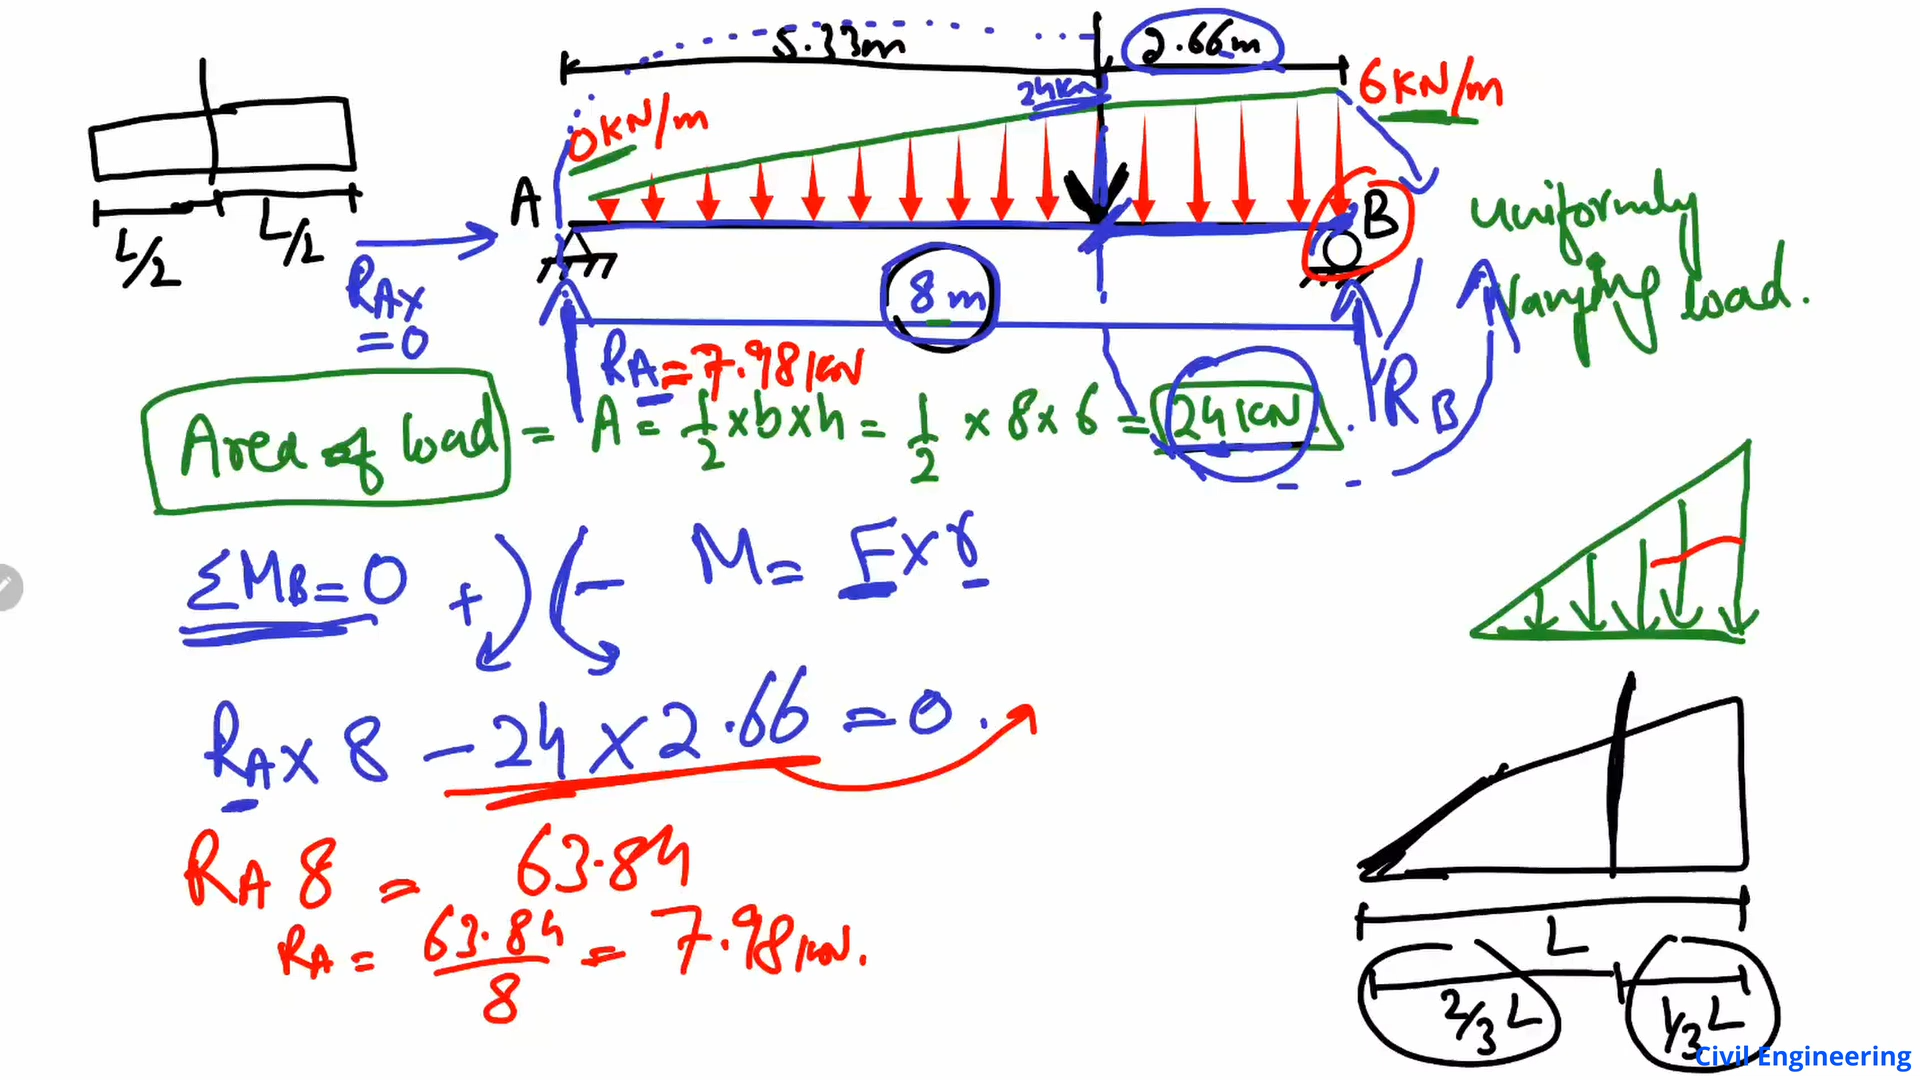 5.33m
2.66m
24KN
6KN/m
0KN/m
A
B
L/2
L/2
RAx
=0
8m
uniformly
varying load.
RA=7.98KN
RB
Area of load = A = 1/2 x b x h = 1/2 x 8 x 6 = 24KN.
ΣMB=0 + − M = F x r
RA x 8 − 24 x 2.66 = 0.
RA 8 = 63.84
RA = 63.84/8 = 7.98KN.
L
2/3 L
1/3 L
Civil Engineering